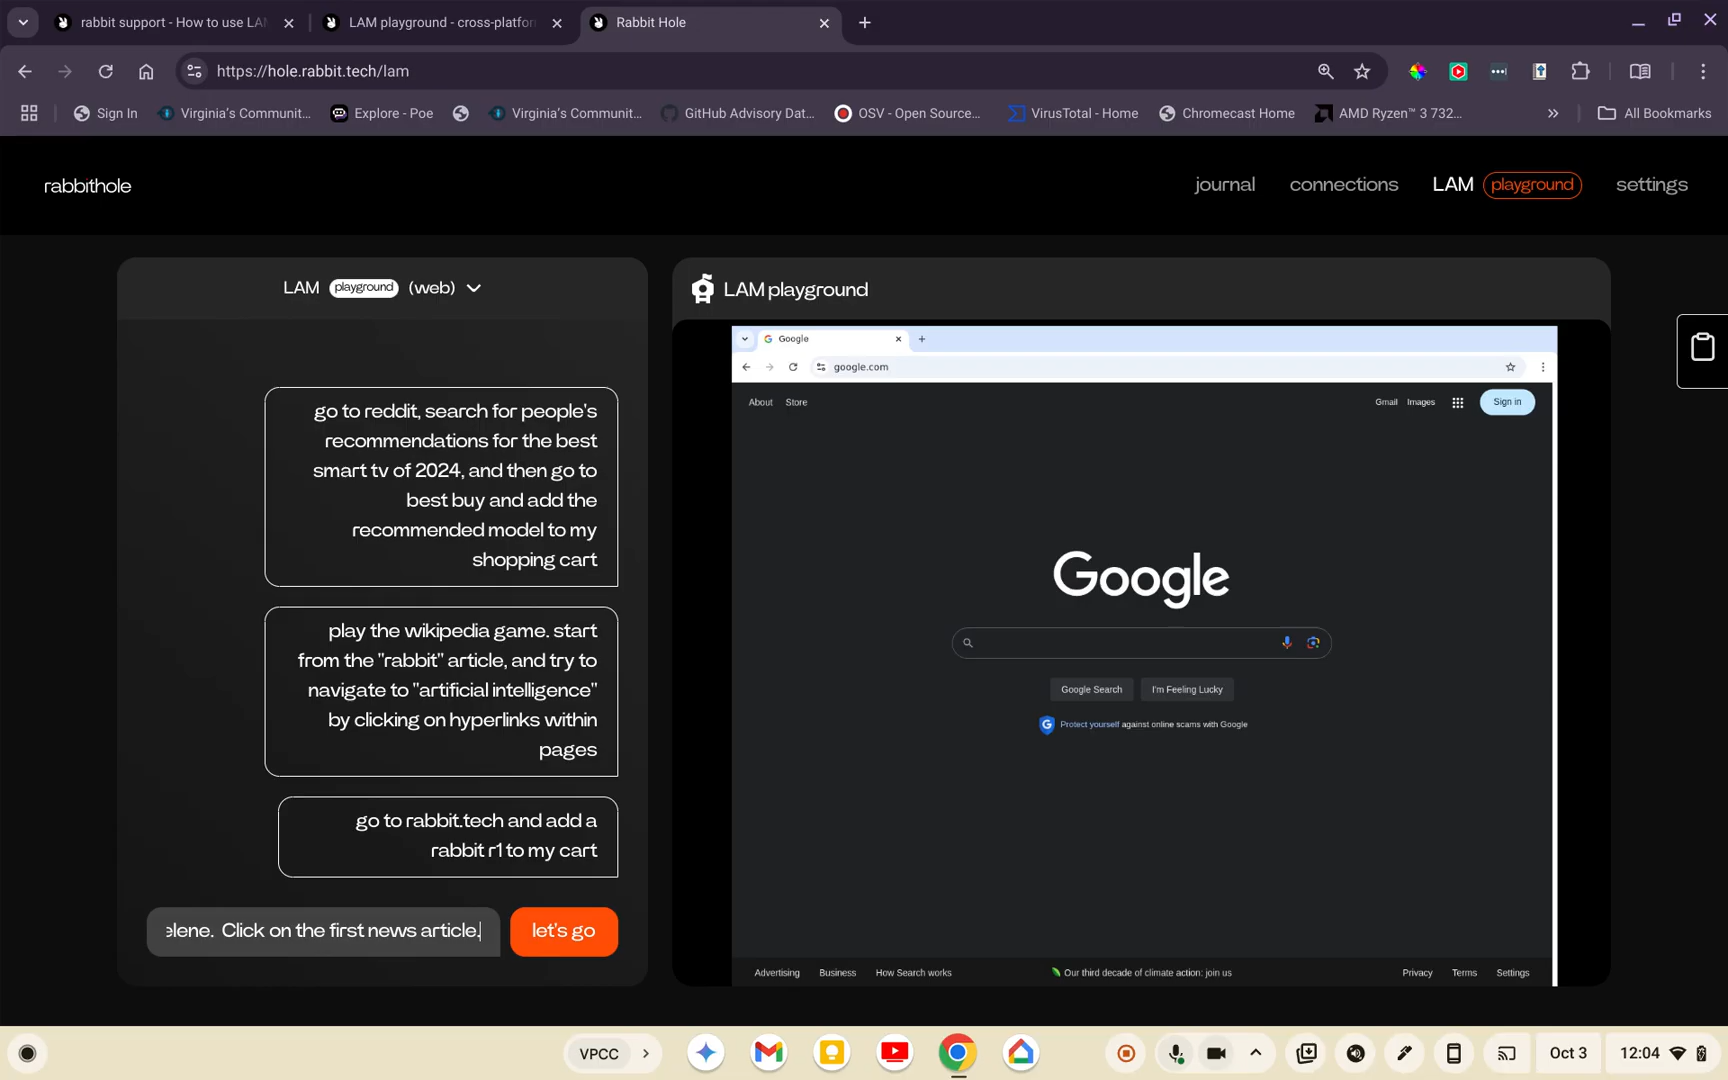 rabbit support - How to use LA
LAM playground - cross-platfor
Rabbit Hole
https://hole.rabbit.tech/lam
Sign In
Virginia's Communit...
Explore - Poe
Virginia's Communit...
GitHub Advisory Dat...
OSV - Open Source...
VirusTotal - Home
Chromecast Home
AMD Ryzen™ 3 732...
All Bookmarks
rabbithole
journal
connections
LAM playground
settings
LAM playground (web)
go to reddit, search for people's
recommendations for the best
smart tv of 2024, and then go to
best buy and add the
recommended model to my
shopping cart
play the wikipedia game. start
from the "rabbit" article, and try to
navigate to "artificial intelligence"
by clicking on hyperlinks within
pages
go to rabbit.tech and add a
rabbit r1 to my cart
elene. Click on the first news article.
let's go
LAM playground
Google
google.com
About
Store
Gmail
Images
Sign in
Google
Google Search
I'm Feeling Lucky
Protect yourself against online scams with Google
Advertising
Business
How Search works
Our third decade of climate action: join us
Privacy
Terms
Settings
VPCC
Oct 3
12:04